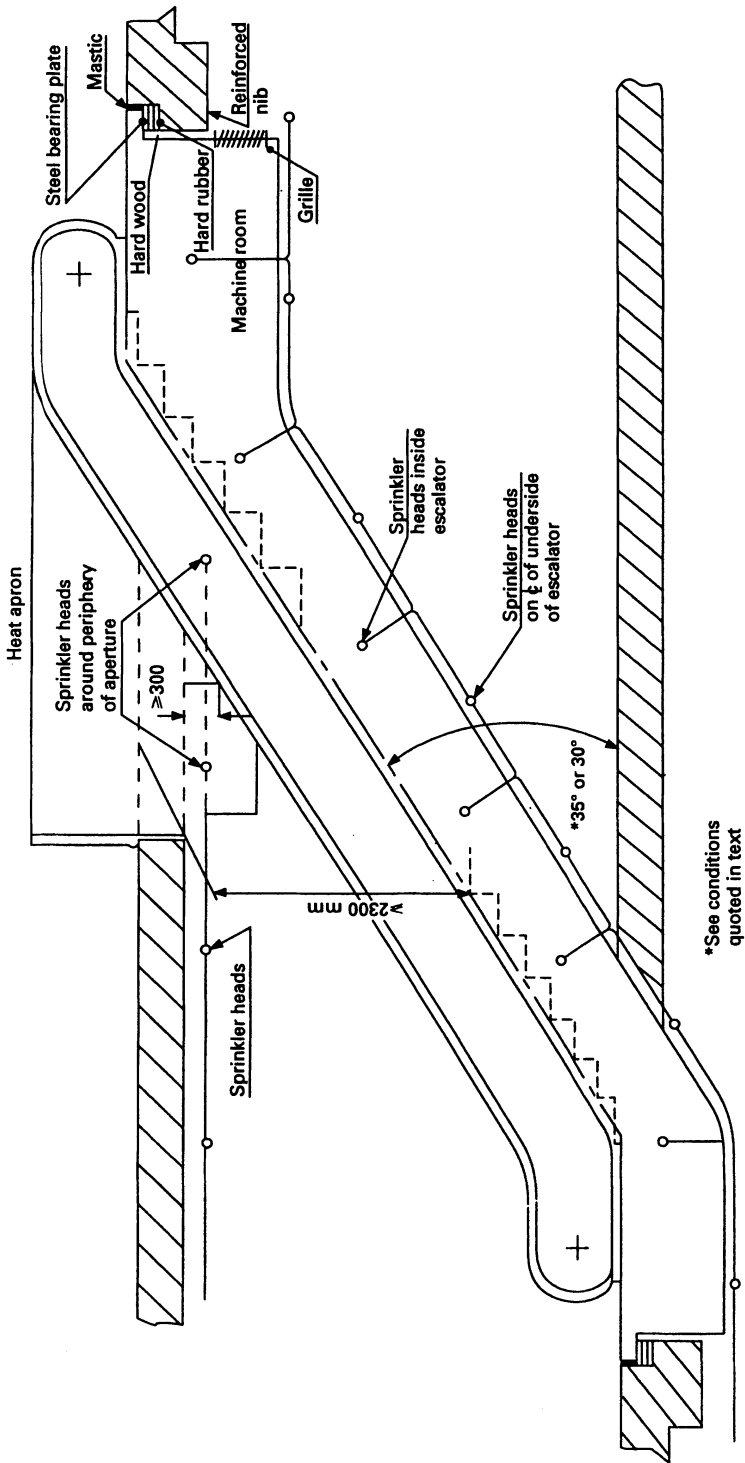 Heat apron
Sprinkler heads
around periphery
of aperture
≥300
Steel bearing plate
Mastic
Hard wood
Hard rubber
Reinforced
nib
Machine room
Grille
Sprinkler
heads inside
escalator
Sprinkler heads
on ℄ of underside
of escalator
Sprinkler heads
≥2300 mm
*35° or 30°
*See conditions
quoted in text